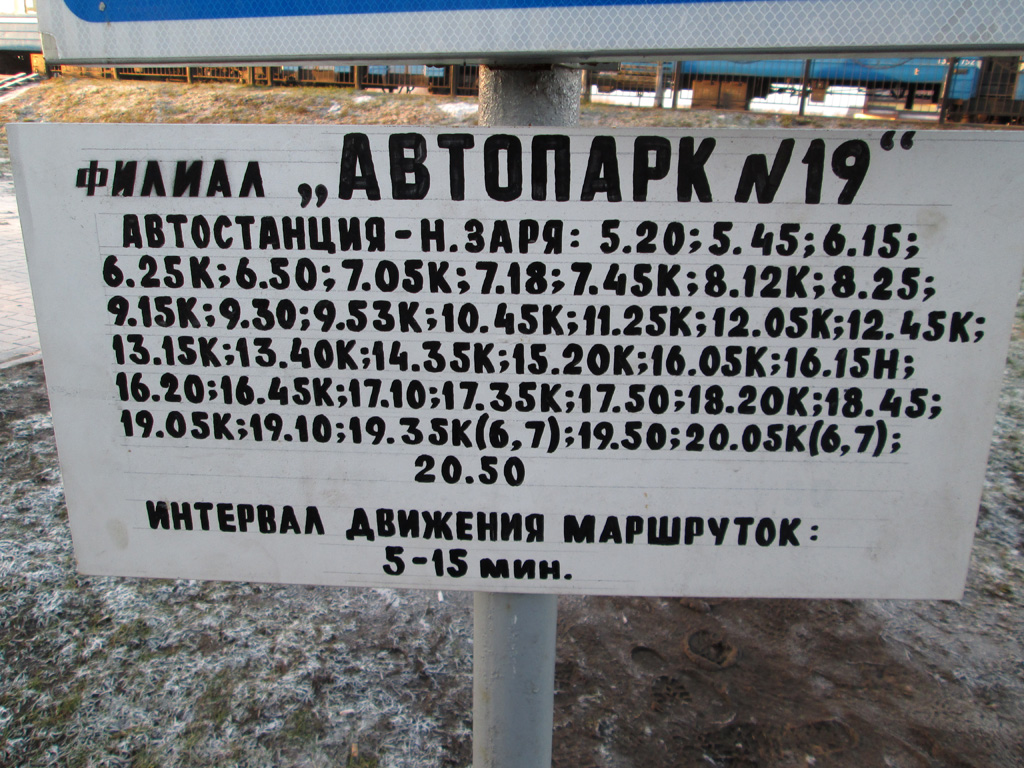 ФИЛИАЛ „АВТОПАРК N19“
АВТОСТАНЦИЯ - Н. ЗАРЯ: 5.20; 5.45; 6.15;
6.25К; 6.50; 7.05К; 7.18; 7.45К; 8.12К; 8.25;
9.15К; 9.30; 9.53К; 10.45К; 11.25К; 12.05К; 12.45К;
13.15К; 13.40К; 14.35К; 15.20К; 16.05К; 16.15Н;
16.20; 16.45К; 17.10; 17.35К; 17.50; 18.20К; 18.45;
19.05К; 19.10; 19.35К(6,7); 19.50; 20.05К(6,7);
20.50
ИНТЕРВАЛ ДВИЖЕНИЯ МАРШРУТОК:
5-15 мин.